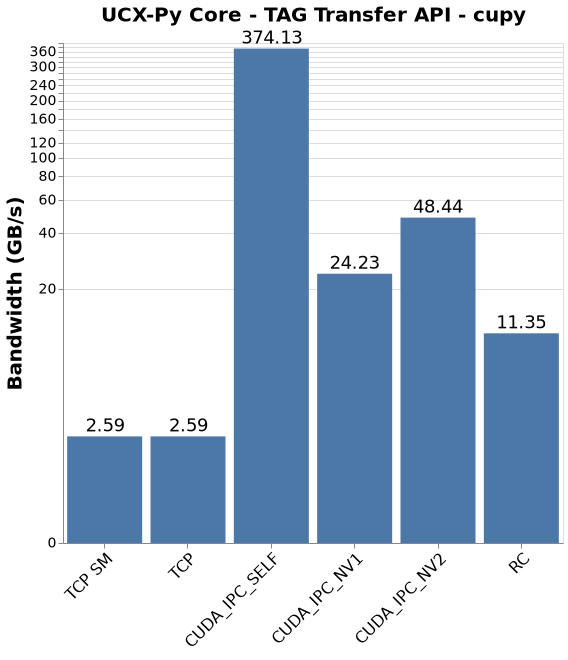 UCX-Py Core - TAG Transfer API - cupy
Bandwidth (GB/s)
360
300
240
200
160
120
100
80
60
40
20
0
2.59
2.59
374.13
24.23
48.44
11.35
TCP SM
TCP
CUDA_IPC_SELF
CUDA_IPC_NV1
CUDA_IPC_NV2
RC